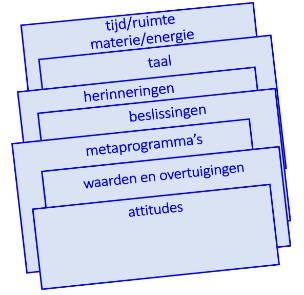 tijd/ruimte
materie/energie
taal
herinneringen
beslissingen
metaprogramma's
waarden en overtuigingen
attitudes